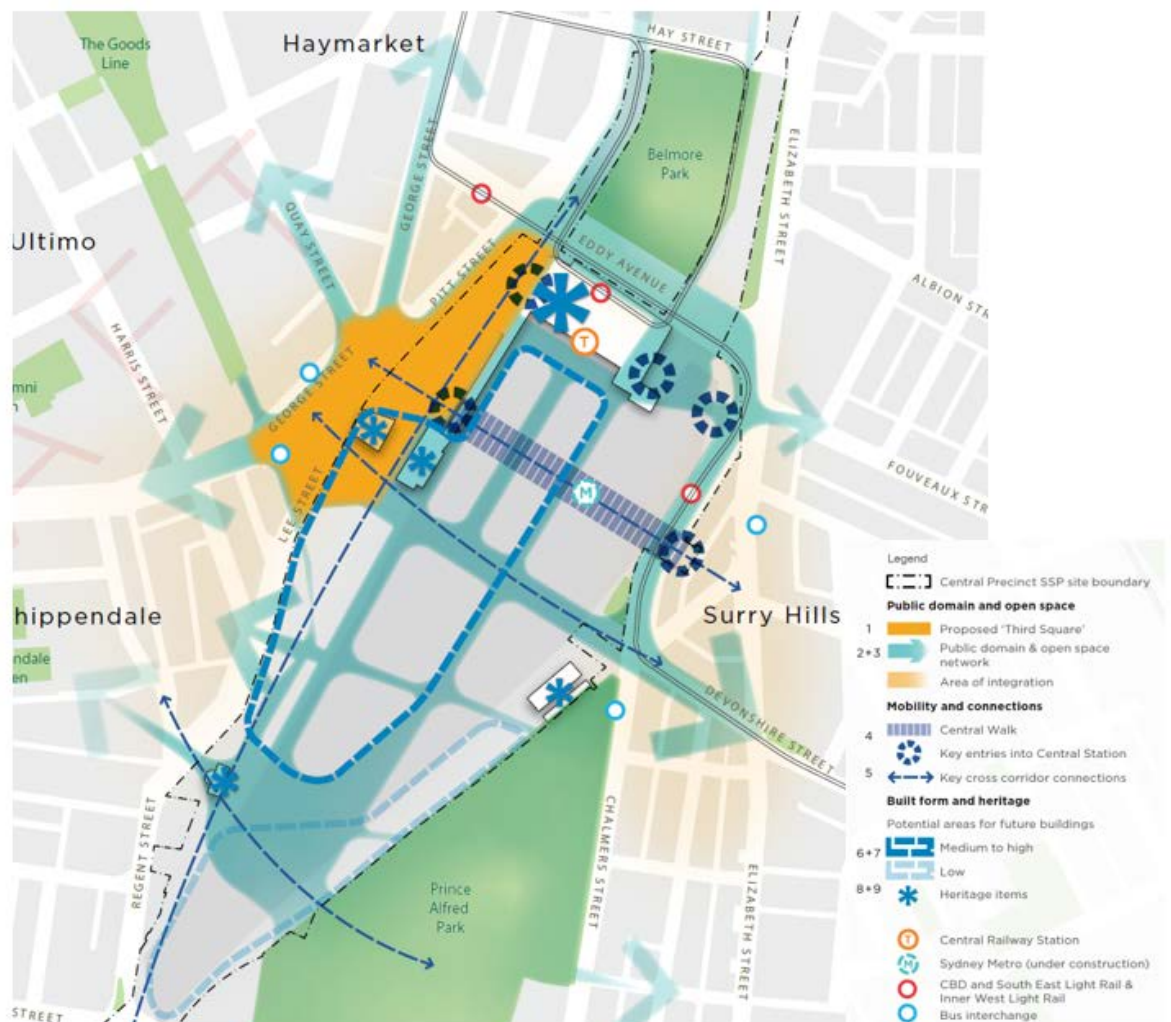 The Goods
Line
Haymarket
HAY STREET
Belmore
Park
ELIZABETH STREET
GEORGE STREET
QUAY STREET
Ultimo
PITT STREET
EDDY AVENUE
ALBION STR
HARRIS STREET
T
GEORGE STREET
FOUVEAUX STR
LEE STREET
M
hippendale
Surry Hills
ndale
en
DEVONSHIRE STREET
REGENT STREET
CHALMERS STREET
ELIZABETH STREET
Prince
Alfred
Park
STREET
Legend
Central Precinct SSP site boundary
Public domain and open space
1 Proposed 'Third Square'
2+3 Public domain & open space
network
Area of integration
Mobility and connections
4 Central Walk
Key entries into Central Station
5 Key cross corridor connections
Built form and heritage
Potential areas for future buildings
6+7 Medium to high
Low
8+9 Heritage items
T Central Railway Station
M Sydney Metro (under construction)
CBD and South East Light Rail &
Inner West Light Rail
Bus interchange